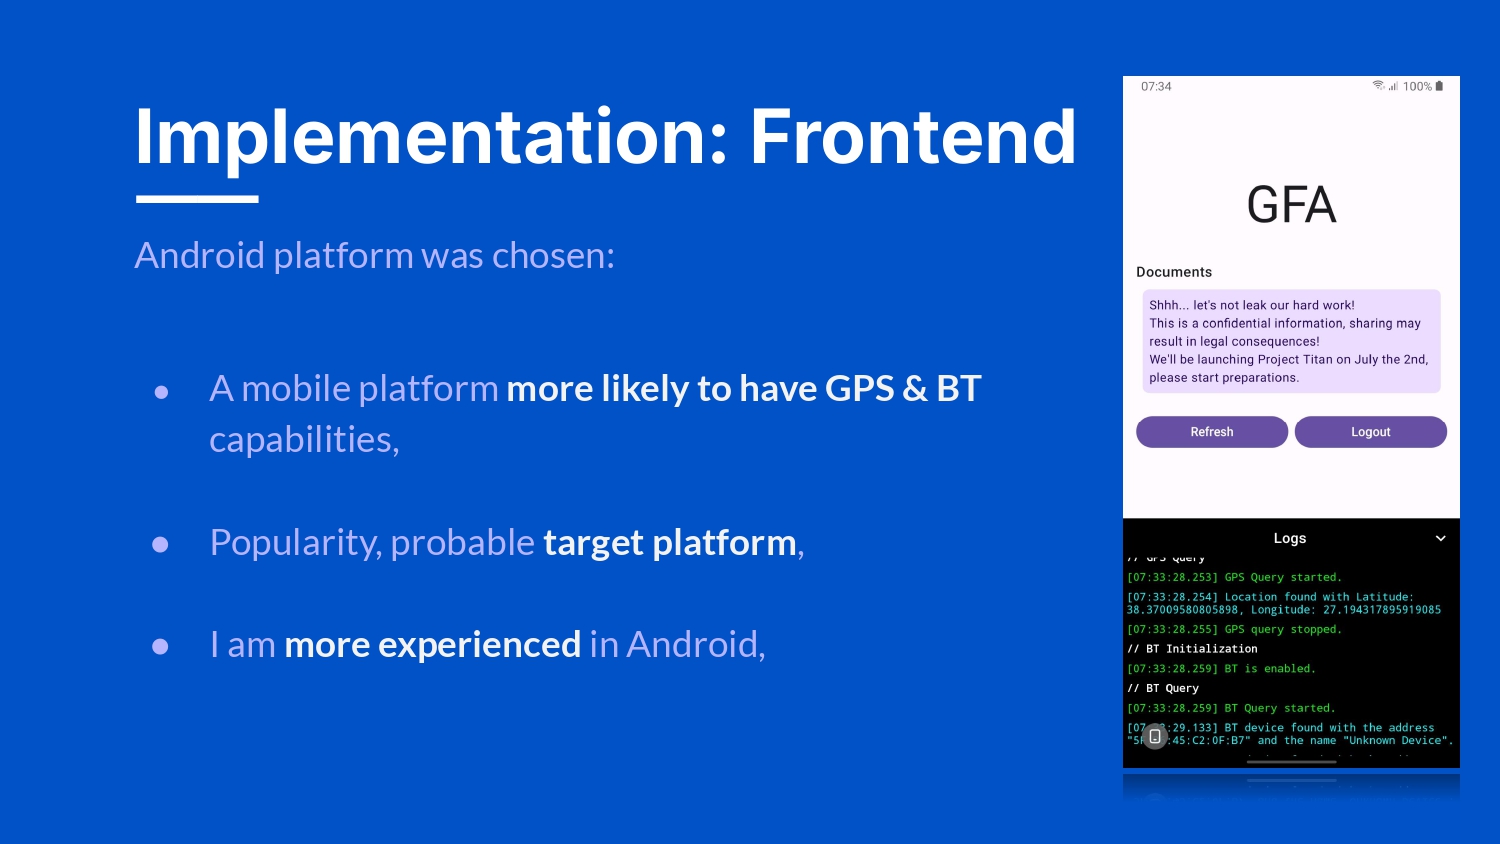 Implementation: Frontend
Android platform was chosen:
● A mobile platform more likely to have GPS & BT
capabilities,
● Popularity, probable target platform,
● I am more experienced in Android,
07:34
100%
GFA
Documents
Shhh... let's not leak our hard work!
This is a confidential information, sharing may
result in legal consequences!
We'll be launching Project Titan on July the 2nd,
please start preparations.
Refresh Logout
Logs
// GPS Query
[07:33:28.253] GPS Query started.
[07:33:28.254] Location found with Latitude:
38.37009580805898, Longitude: 27.194317895919085
[07:33:28.255] GPS query stopped.
// BT Initialization
[07:33:28.259] BT is enabled.
// BT Query
[07:33:28.259] BT Query started.
:29.133] BT device found with the address
:45:C2:0F:B7" and the name "Unknown Device".